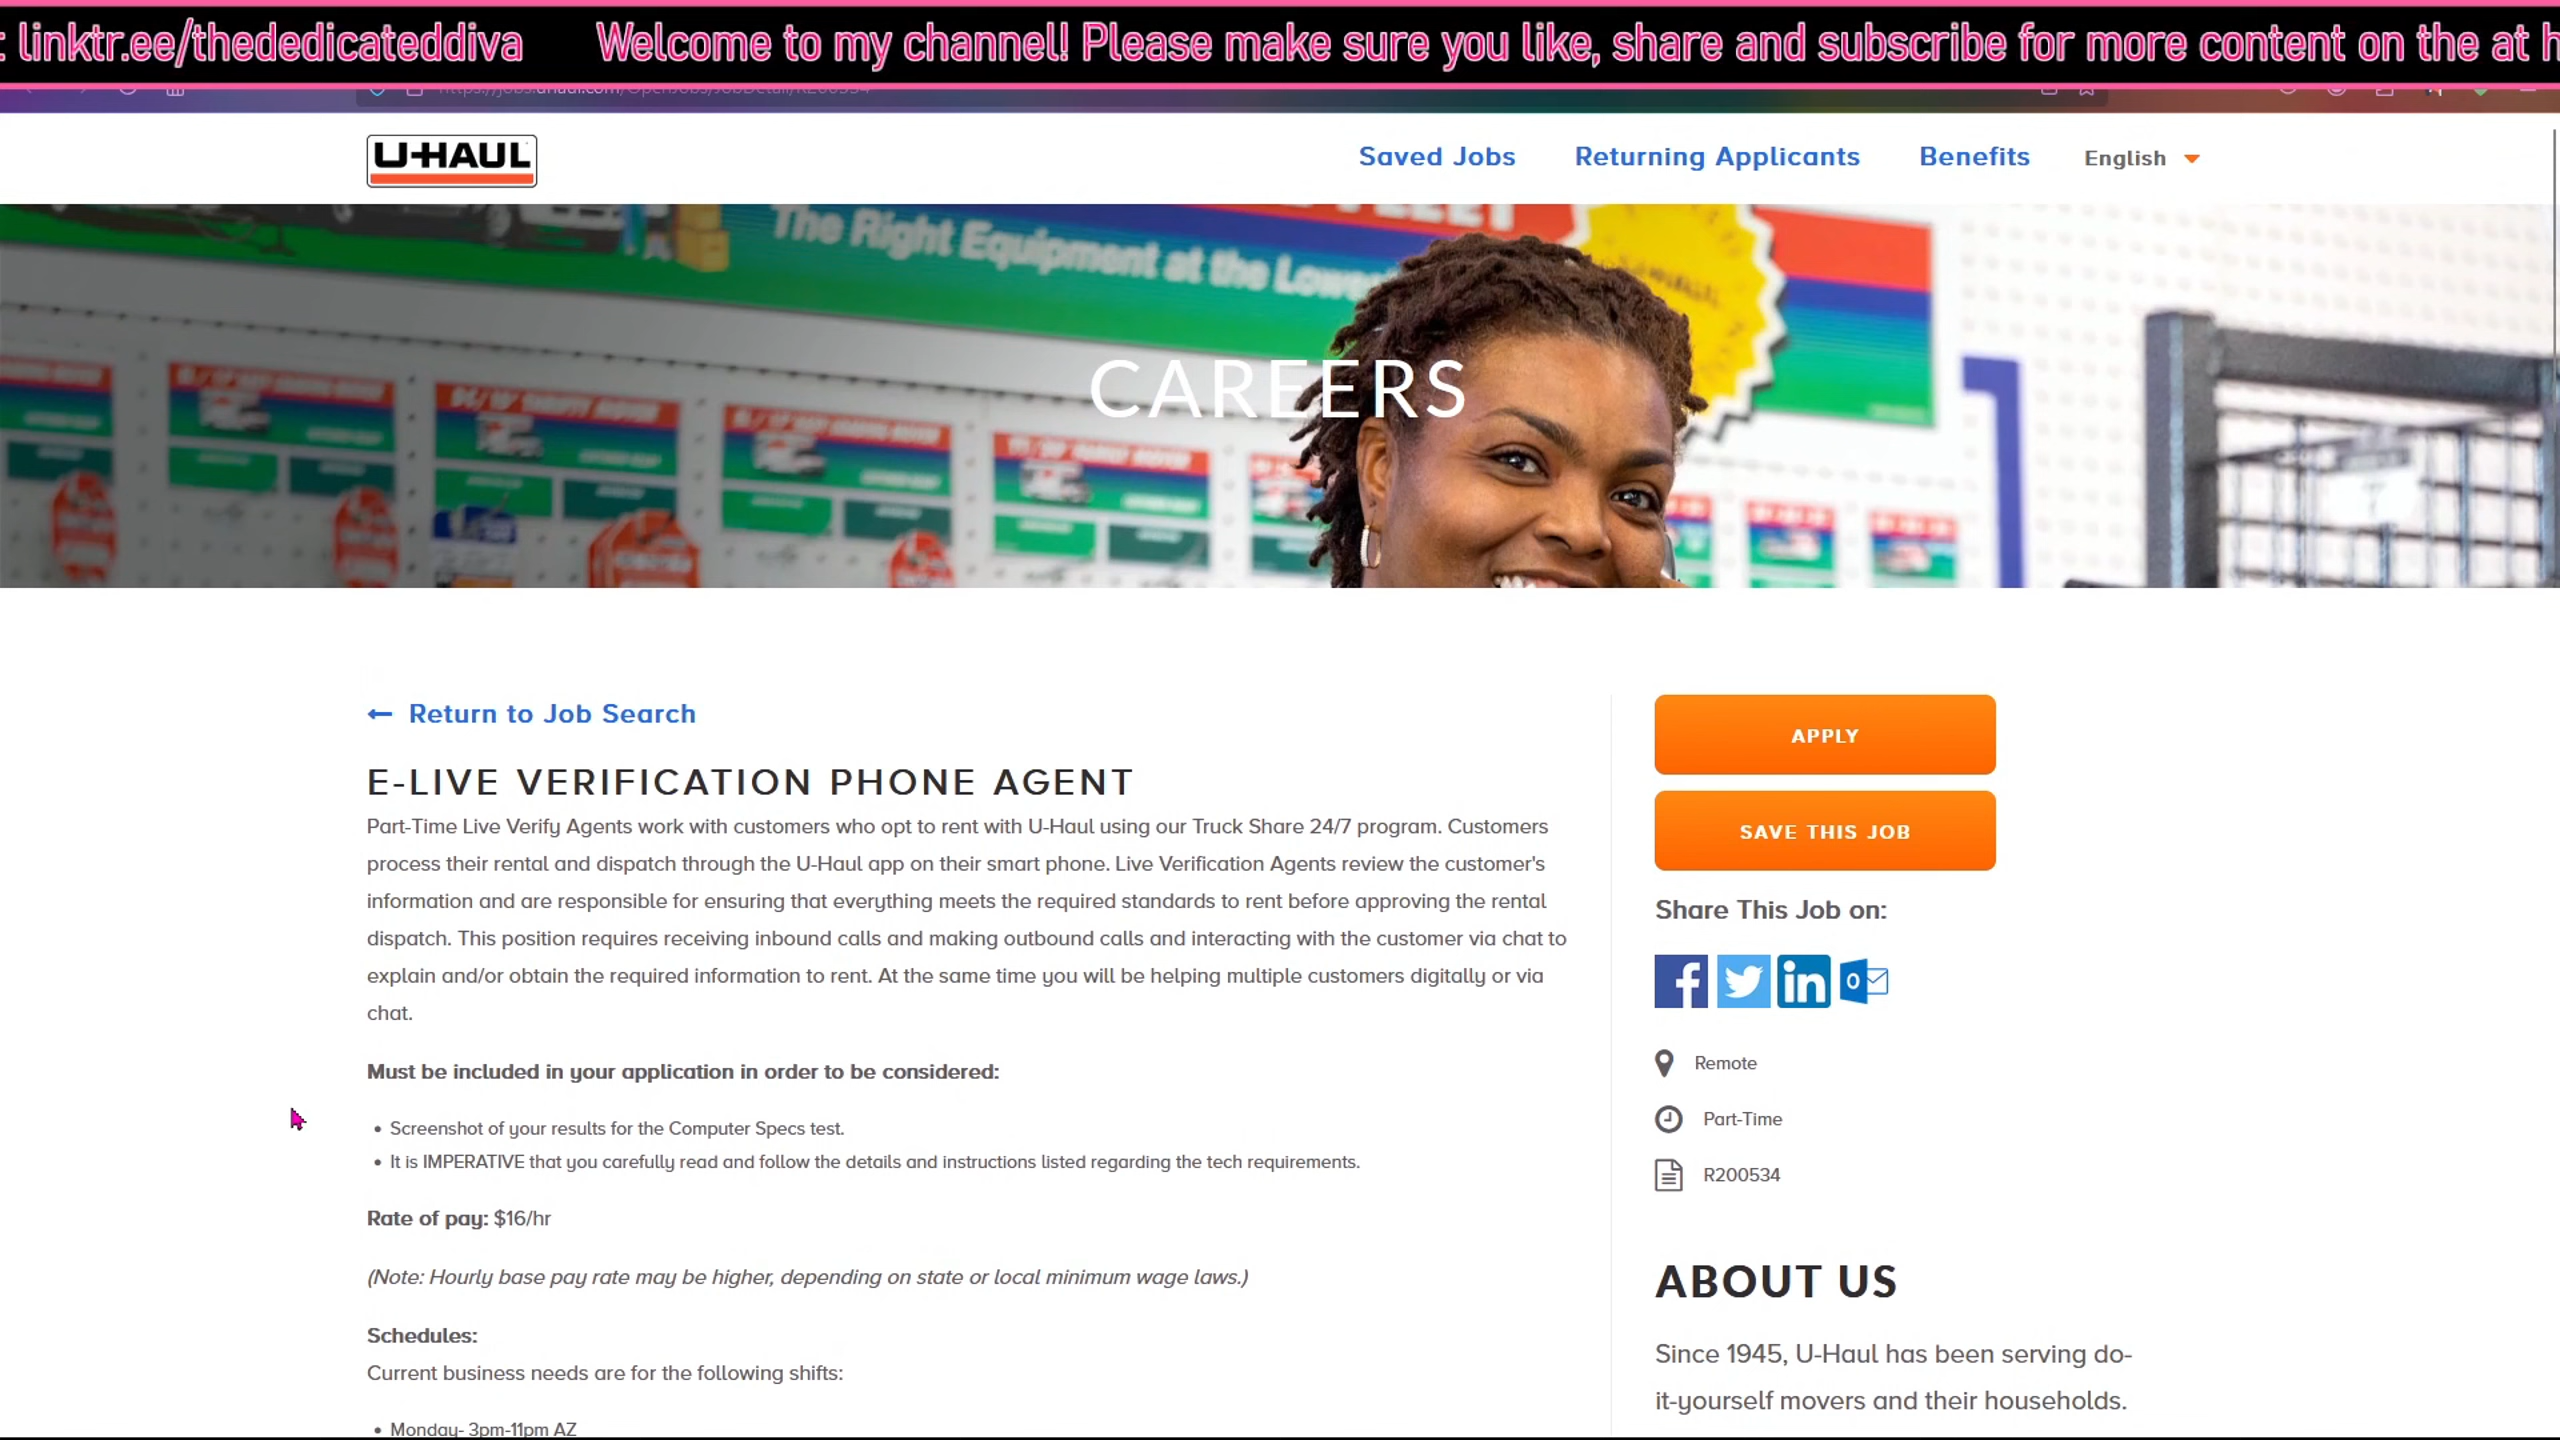 : linktr.ee/thededicateddiva Welcome to my channel! Please make sure you like, share and subscribe for more content on the at h
https://jobs.uhaul.com/OpenJobs/JobDetail/R200534
U-HAUL
Saved Jobs Returning Applicants Benefits English
The Right Equipment at the Lowe
CAREERS
Return to Job Search
E-LIVE VERIFICATION PHONE AGENT
Part-Time Live Verify Agents work with customers who opt to rent with U-Haul using our Truck Share 24/7 program. Customers
process their rental and dispatch through the U-Haul app on their smart phone. Live Verification Agents review the customer's
information and are responsible for ensuring that everything meets the required standards to rent before approving the rental
dispatch. This position requires receiving inbound calls and making outbound calls and interacting with the customer via chat to
explain and/or obtain the required information to rent. At the same time you will be helping multiple customers digitally or via
chat.
Must be included in your application in order to be considered:
• Screenshot of your results for the Computer Specs test.
• It is IMPERATIVE that you carefully read and follow the details and instructions listed regarding the tech requirements.
Rate of pay: $16/hr
(Note: Hourly base pay rate may be higher, depending on state or local minimum wage laws.)
Schedules:
Current business needs are for the following shifts:
• Monday- 3pm-11pm AZ
APPLY
SAVE THIS JOB
Share This Job on:
Remote
Part-Time
R200534
ABOUT US
Since 1945, U-Haul has been serving do-
it-yourself movers and their households.